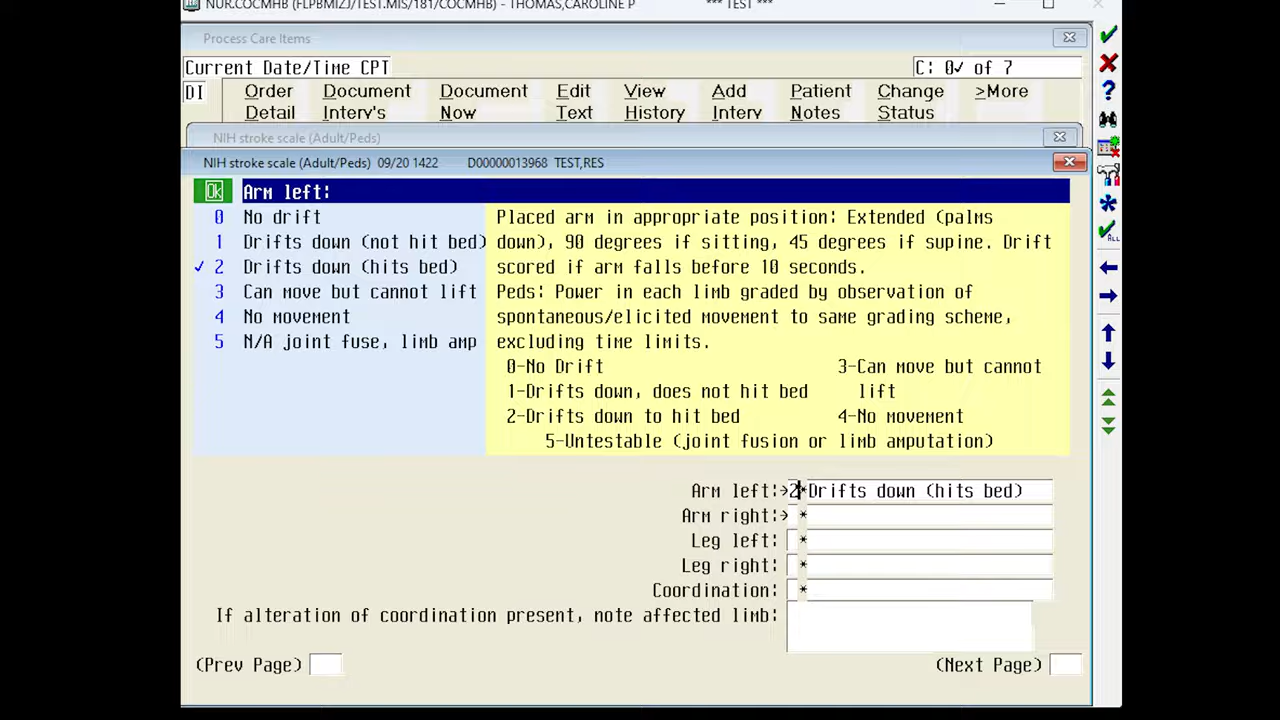 NUR.COCMHB (FLPBMIZJ/TEST.MIS/181/COCMHB) - THOMAS,CAROLINE P *** TEST ***
Process Care Items
Current Date/Time CPT
C: 0✓ of 7
DI
Order Detail
Document Interv's
Document Now
Edit Text
View History
Add Interv
Patient Notes
Change Status
>More
NIH stroke scale (Adult/Peds)
NIH stroke scale (Adult/Peds) 09/20 1422 D00000013968 TEST,RES
Ok Arm left:
0 No drift
1 Drifts down (not hit bed)
✓ 2 Drifts down (hits bed)
3 Can move but cannot lift
4 No movement
5 N/A joint fuse, limb amp
Placed arm in appropriate position: Extended (palms
down), 90 degrees if sitting, 45 degrees if supine. Drift
scored if arm falls before 10 seconds.
Peds: Power in each limb graded by observation of
spontaneous/elicited movement to same grading scheme,
excluding time limits.
0-No Drift
3-Can move but cannot
1-Drifts down, does not hit bed
lift
2-Drifts down to hit bed
4-No movement
5-Untestable (joint fusion or limb amputation)
Arm left:> 2*Drifts down (hits bed)
Arm right:> *
Leg left: *
Leg right: *
Coordination: *
If alteration of coordination present, note affected limb:
(Prev Page)
(Next Page)
?
ALL